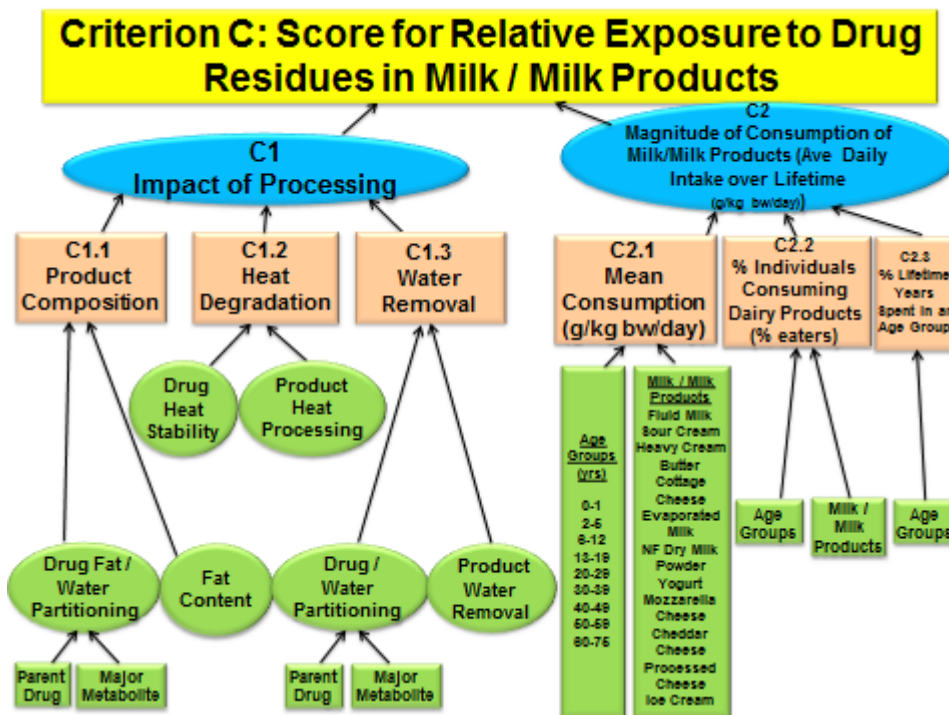 Criterion C: Score for Relative Exposure to Drug
Residues in Milk / Milk Products
C1
Impact of Processing
C2
Magnitude of Consumption of
Milk/Milk Products (Ave Daily
Intake over Lifetime
(g/kg bw/day))
C1.1
Product
Composition
C1.2
Heat
Degradation
C1.3
Water
Removal
C2.1
Mean
Consumption
(g/kg bw/day)
C2.2
% Individuals
Consuming
Dairy Products
(% eaters)
C2.3
% Lifetime
Years
Spent in an
Age Group
Drug
Heat
Stability
Product
Heat
Processing
Age
Groups
(yrs)
0-1
2-5
6-12
13-19
20-29
30-39
40-49
50-59
60-75
Milk / Milk
Products
Fluid Milk
Sour Cream
Heavy Cream
Butter
Cottage
Cheese
Evaporated
Milk
NF Dry Milk
Powder
Yogurt
Mozzarella
Cheese
Cheddar
Cheese
Processed
Cheese
Ice Cream
Age
Groups
Milk /
Milk
Products
Age
Groups
Drug Fat /
Water
Partitioning
Fat
Content
Drug /
Water
Partitioning
Product
Water
Removal
Parent
Drug
Major
Metabolite
Parent
Drug
Major
Metabolite